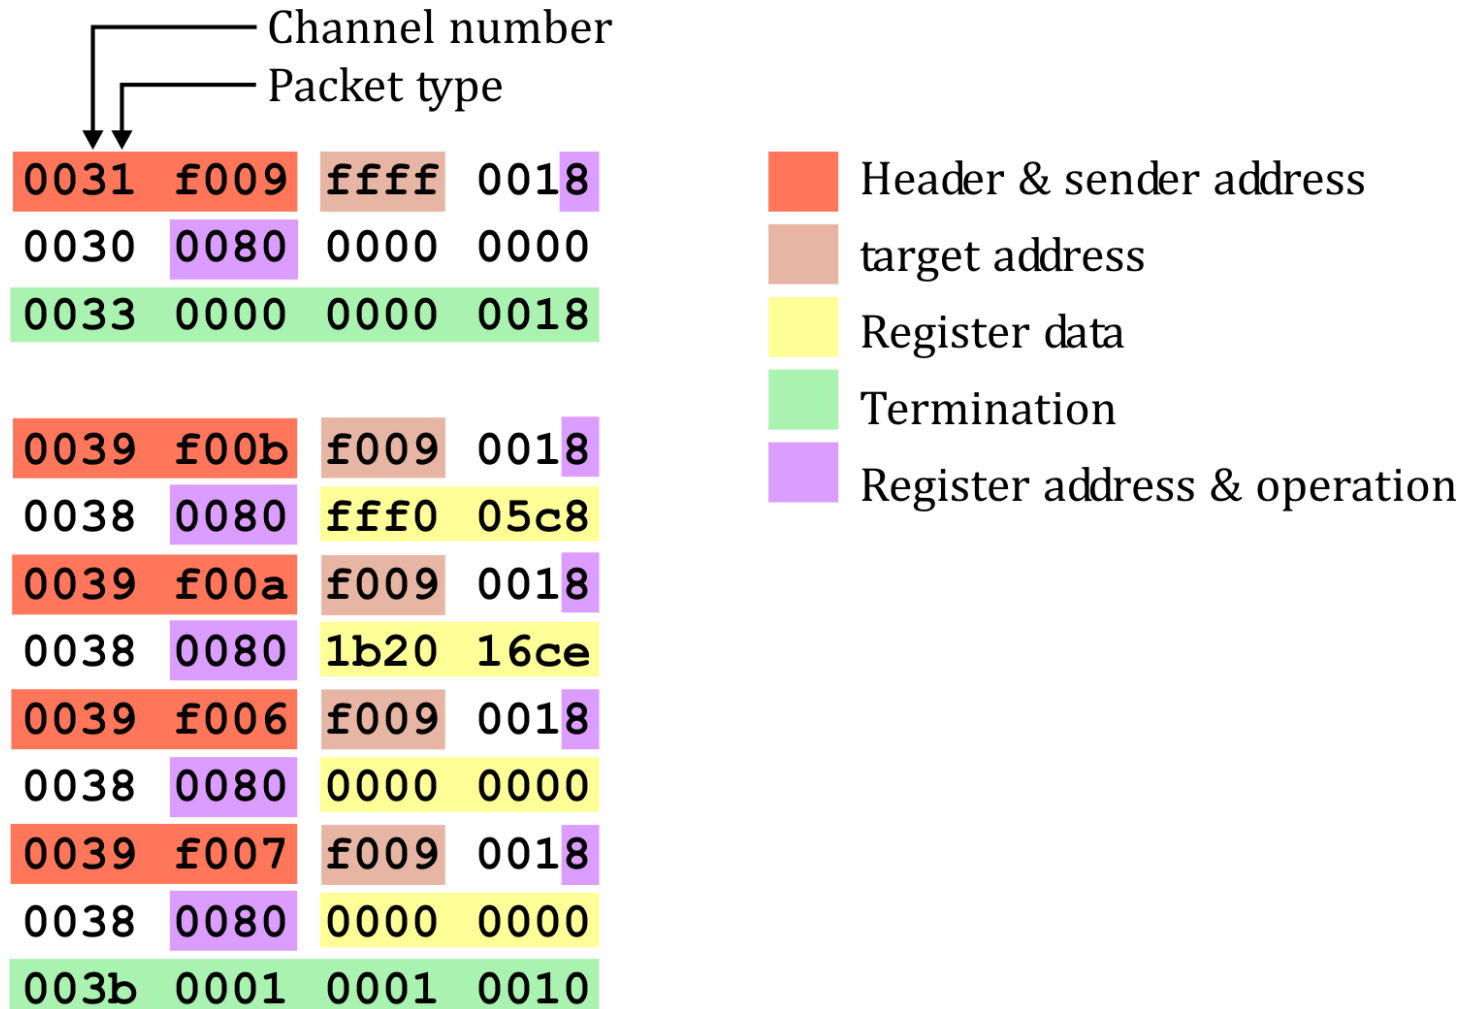 Channel number
Packet type
0031 f009 ffff 0018
0030 0080 0000 0000
0033 0000 0000 0018
0039 f00b f009 0018
0038 0080 fff0 05c8
0039 f00a f009 0018
0038 0080 1b20 16ce
0039 f006 f009 0018
0038 0080 0000 0000
0039 f007 f009 0018
0038 0080 0000 0000
003b 0001 0001 0010
Header & sender address
target address
Register data
Termination
Register address & operation